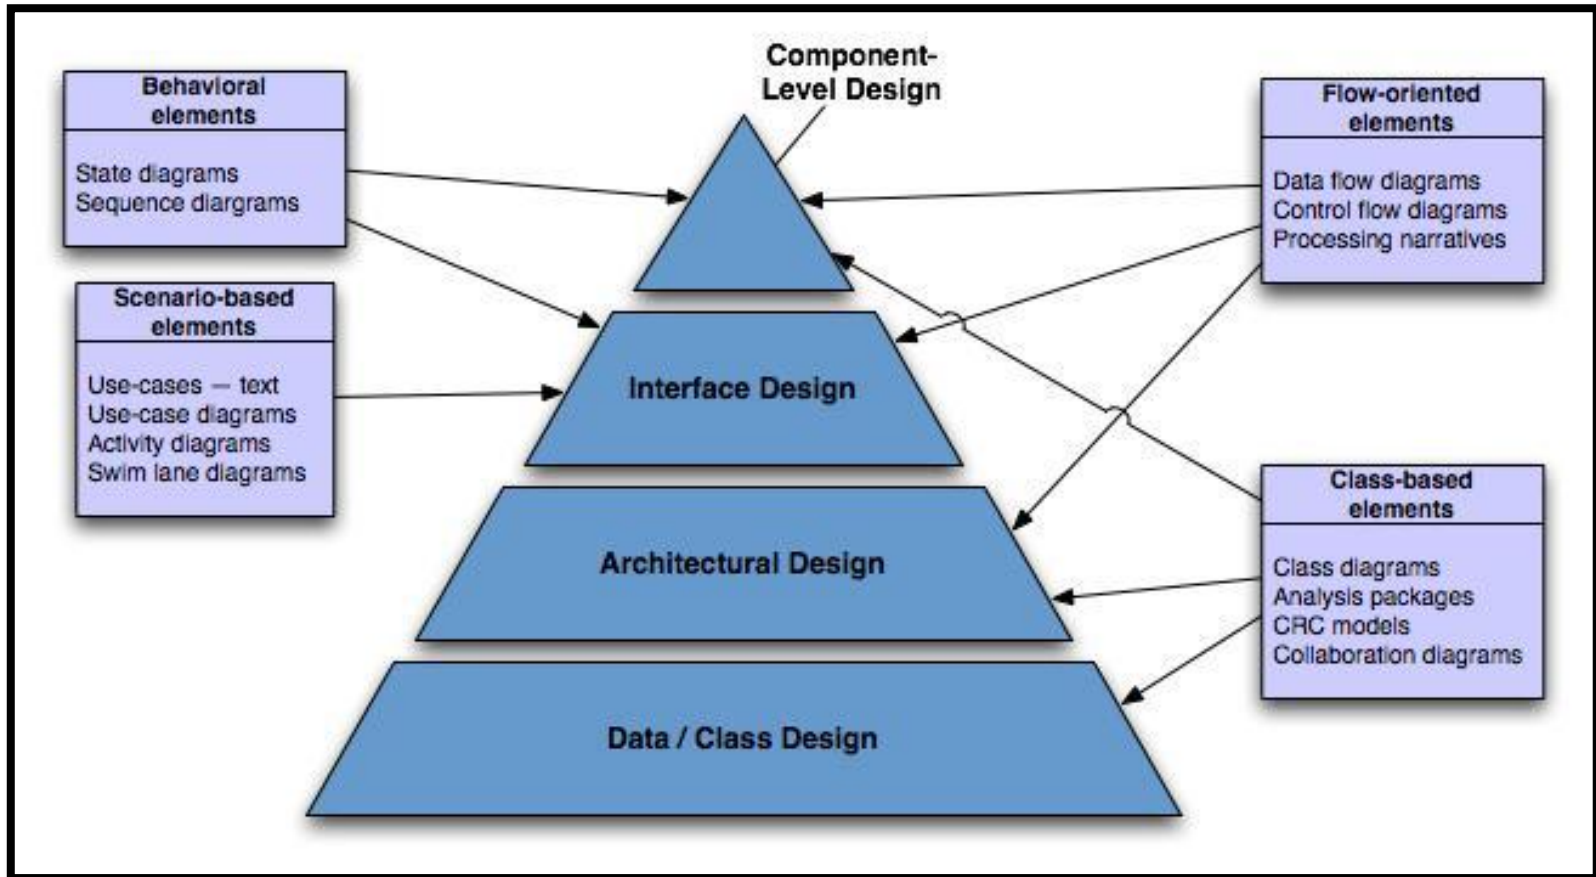 Component-
Level Design
Behavioral
elements
State diagrams
Sequence diargrams
Scenario-based
elements
Use-cases — text
Use-case diagrams
Activity diagrams
Swim lane diagrams
Interface Design
Architectural Design
Data / Class Design
Flow-oriented
elements
Data flow diagrams
Control flow diagrams
Processing narratives
Class-based
elements
Class diagrams
Analysis packages
CRC models
Collaboration diagrams